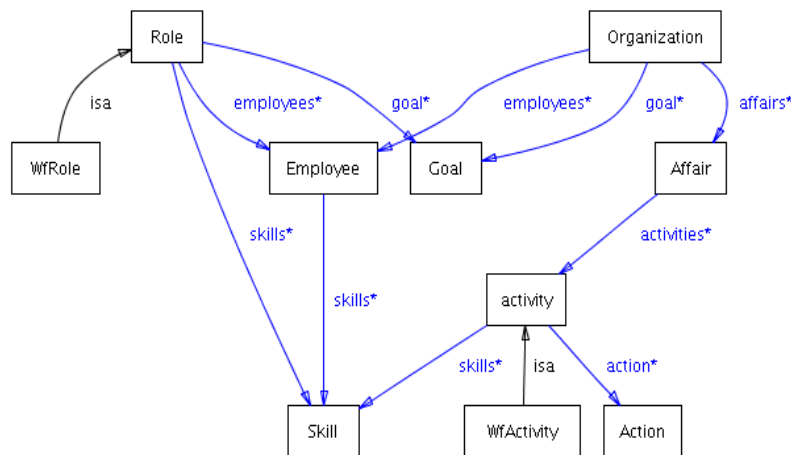 Role
Organization
isa
employees*
goal*
employees*
goal*
affairs*
WfRole
Employee
Goal
Affair
skills*
activities*
skills*
activity
skills*
isa
action*
Skill
WfActivity
Action